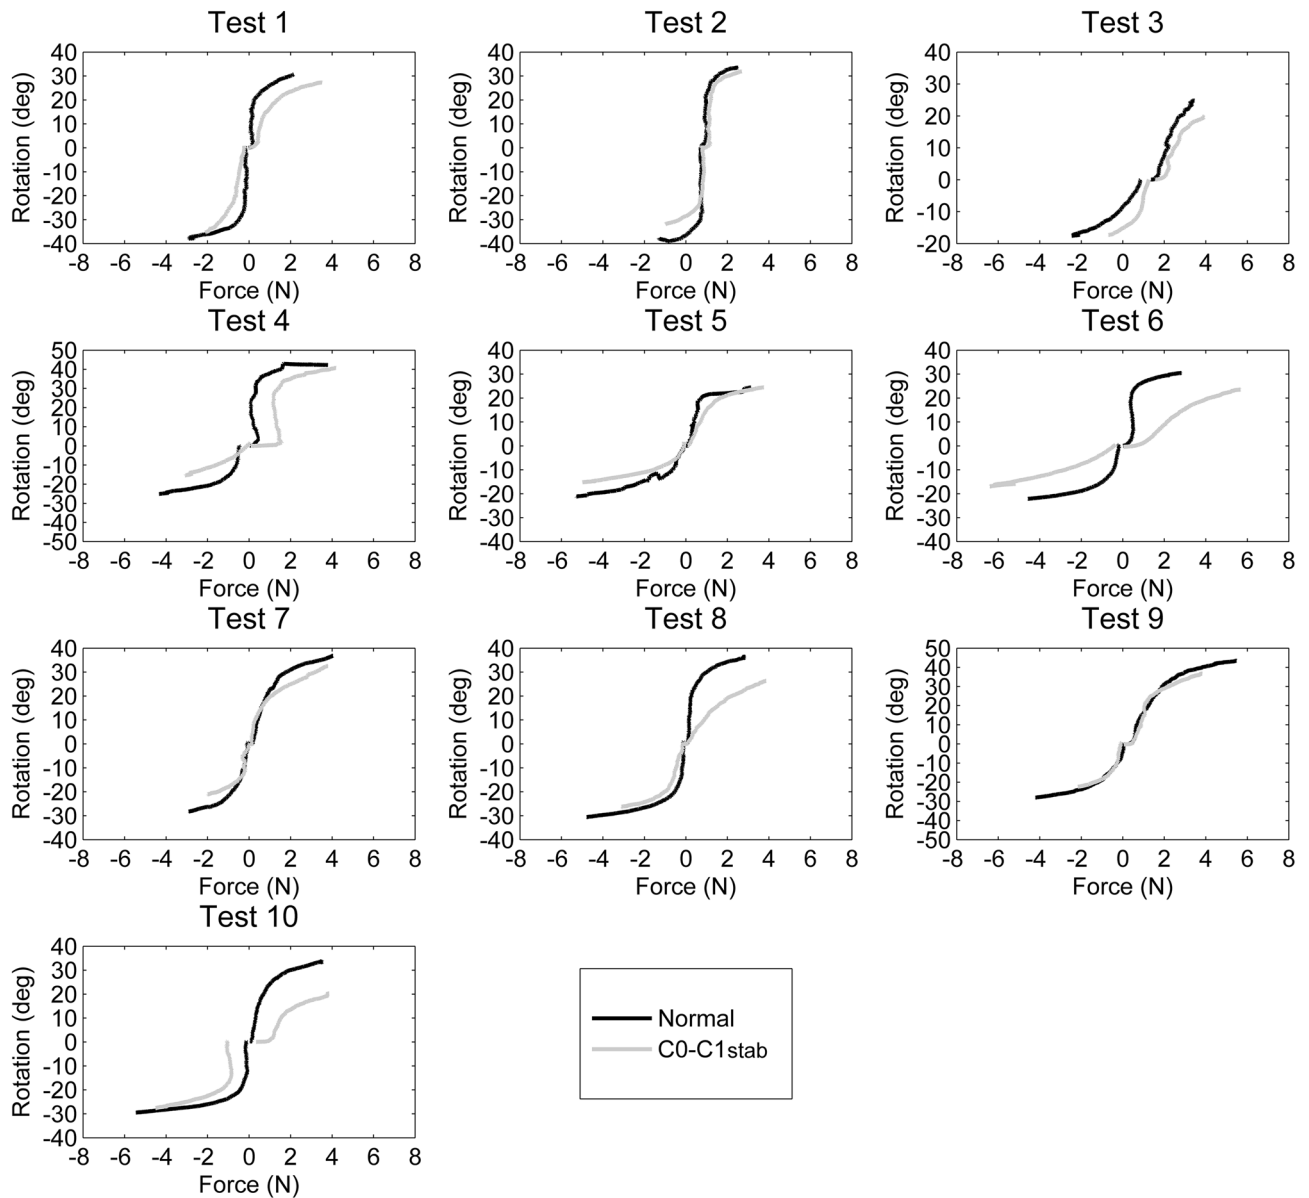 Test 1
Test 2
Test 3
40
30
20
10
0
-10
-20
-30
-40
Rotation (deg)
-8 -6 -4 -2 0 2 4 6 8
Force (N)
40
30
20
10
0
-10
-20
-30
-40
Rotation (deg)
-8 -6 -4 -2 0 2 4 6 8
Force (N)
40
30
20
10
0
-10
-20
Rotation (deg)
-8 -6 -4 -2 0 2 4 6 8
Force (N)
Test 4
Test 5
Test 6
50
40
30
20
10
0
-10
-20
-30
-40
-50
Rotation (deg)
-8 -6 -4 -2 0 2 4 6 8
Force (N)
40
30
20
10
0
-10
-20
-30
-40
Rotation (deg)
-8 -6 -4 -2 0 2 4 6 8
Force (N)
40
30
20
10
0
-10
-20
-30
-40
Rotation (deg)
-8 -6 -4 -2 0 2 4 6 8
Force (N)
Test 7
Test 8
Test 9
40
30
20
10
0
-10
-20
-30
-40
Rotation (deg)
-8 -6 -4 -2 0 2 4 6 8
Force (N)
40
30
20
10
0
-10
-20
-30
-40
Rotation (deg)
-8 -6 -4 -2 0 2 4 6 8
Force (N)
50
40
30
20
10
0
-10
-20
-30
-40
-50
Rotation (deg)
-8 -6 -4 -2 0 2 4 6 8
Force (N)
Test 10
40
30
20
10
0
-10
-20
-30
-40
Rotation (deg)
-8 -6 -4 -2 0 2 4 6 8
Force (N)
Normal
C0-C1stab